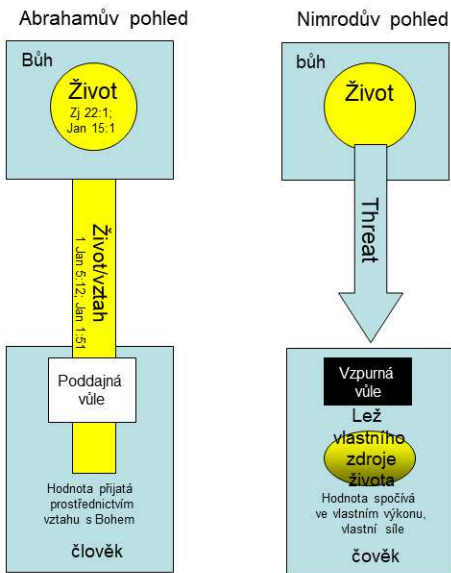 Abrahamův pohled
Bůh
Život
Zj 22:1;
Jan 15:1
Život/vztah
1 Jan 5:12; Jan 1:51
Poddajná
vůle
Hodnota přijatá
prostřednictvím
vztahu s Bohem
člověk
Nimrodův pohled
bůh
Život
Threat
Vzpurná
vůle
Lež
vlastního
zdroje
života
Hodnota spočívá
ve vlastním výkonu,
vlastní síle
čověk